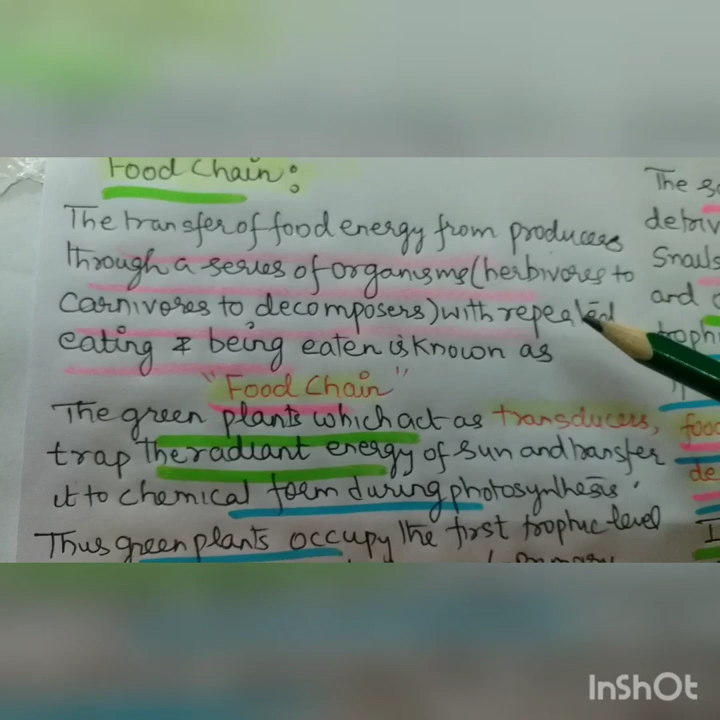 Food Chain:
The transfer of food energy from producers
through a series of organisms (herbivores to
Carnivores to decomposers) with repeated
eating & being eaten is known as
"Food Chain"
The green plants which act as transducers,
trap the radiant energy of sun and transfer
it to chemical form during photosynthesis.
Thus green plants occupy the first trophic level
The
Snails
and
food
InShOt